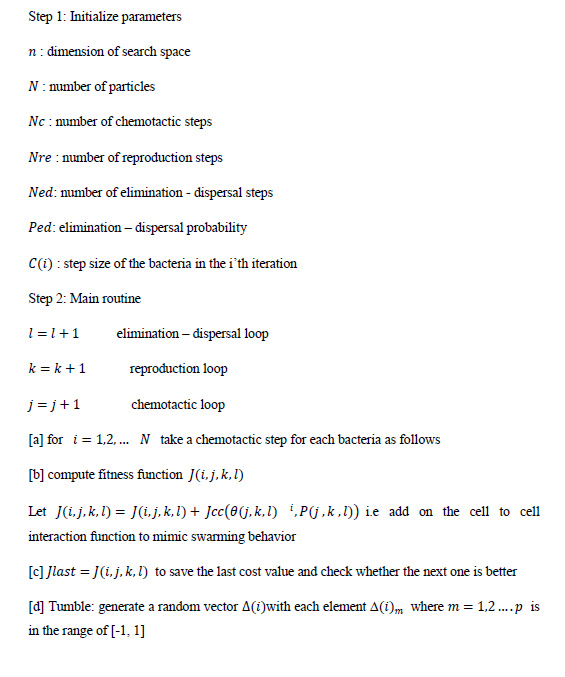 Step 1: Initialize parameters
n : dimension of search space
N : number of particles
Nc : number of chemotactic steps
Nre : number of reproduction steps
Ned: number of elimination - dispersal steps
Ped: elimination – dispersal probability
C(i) : step size of the bacteria in the i'th iteration
Step 2: Main routine
l = l + 1 elimination – dispersal loop
k = k + 1 reproduction loop
j = j + 1 chemotactic loop
[a] for i = 1,2, ... N take a chemotactic step for each bacteria as follows
[b] compute fitness function J(i,j,k,l)
Let J(i,j,k,l) = J(i,j,k,l) + Jcc(θ(j,k,l) ⁱ,P(j ,k ,l)) i.e add on the cell to cell
interaction function to mimic swarming behavior
[c] Jlast = J(i,j,k,l) to save the last cost value and check whether the next one is better
[d] Tumble: generate a random vector Δ(i)with each element Δ(i)ₘ where m = 1,2 ....p is
in the range of [-1, 1]